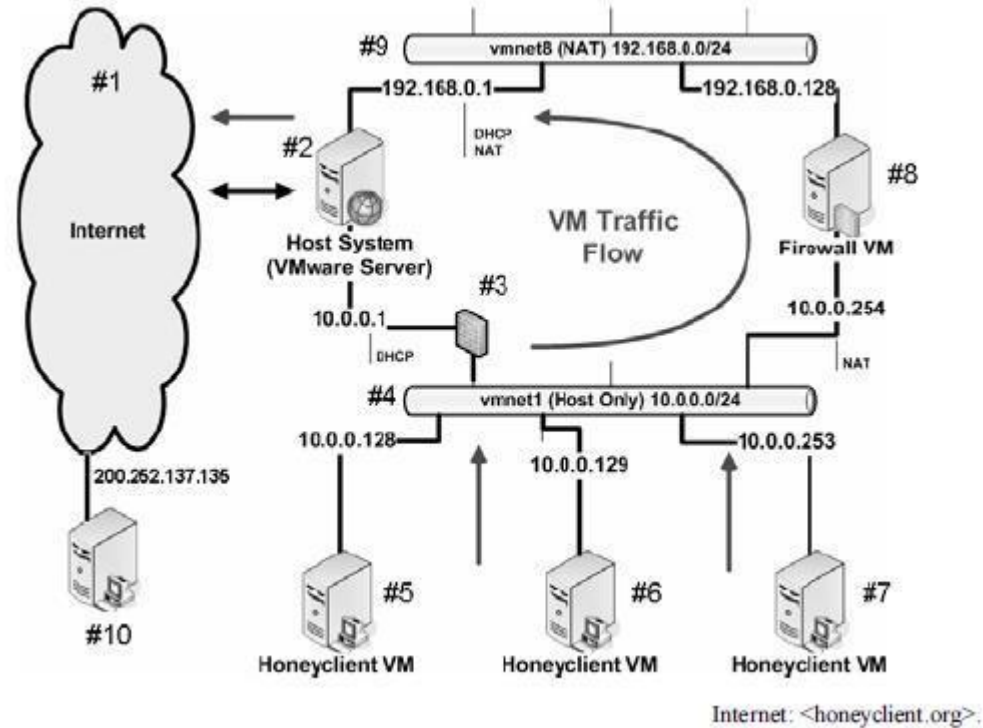 #9
vmnet8 (NAT) 192.168.0.0/24
#1
192.168.0.1
192.168.0.128
DHCP
NAT
#2
#8
Internet
VM Traffic
Flow
Host System
(VMware Server)
Firewall VM
#3
10.0.0.1
10.0.0.254
DHCP
NAT
#4
vmnet1 (Host Only) 10.0.0.0/24
10.0.0.128
10.0.0.129
10.0.0.253
200.252.137.135
#5
#6
#7
#10
Honeyclient VM
Honeyclient VM
Honeyclient VM
Internet: <honeyclient.org>.